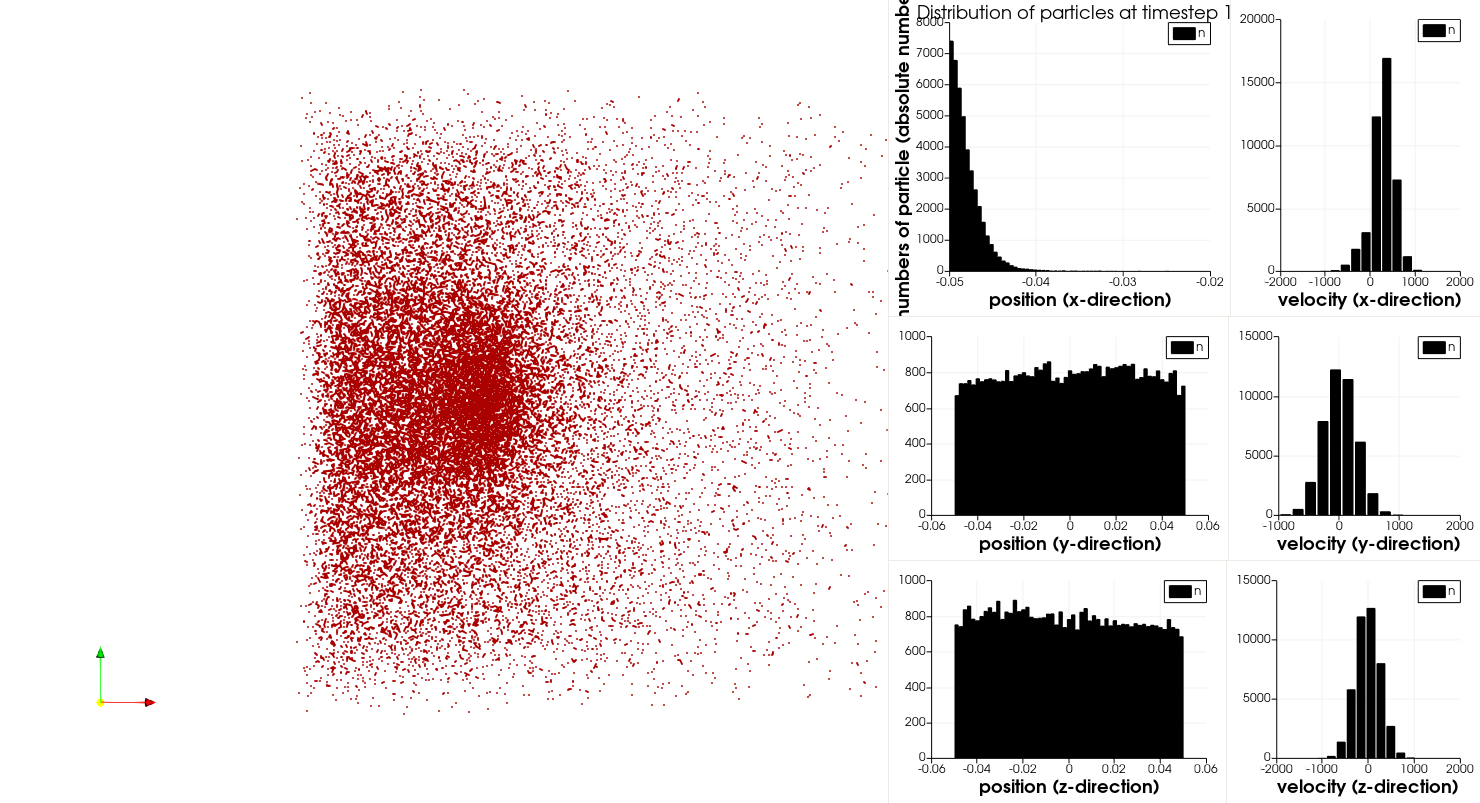 Distribution of particles at timestep 1
numbers of particle (absolute numbe
8000
7000
6000
5000
4000
3000
2000
1000
0
-0.05 -0.04 -0.03 -0.02
position (x-direction)
n
20000
15000
10000
5000
0
-2000 -1000 0 1000 2000
velocity (x-direction)
n
1000
800
600
400
200
0
-0.06 -0.04 -0.02 0 0.02 0.04 0.06
position (y-direction)
n
15000
10000
5000
0
-1000 0 1000 2000
velocity (y-direction)
n
1000
800
600
400
200
0
-0.06 -0.04 -0.02 0 0.02 0.04 0.06
position (z-direction)
n
15000
10000
5000
0
-2000 -1000 0 1000 2000
velocity (z-direction)
n